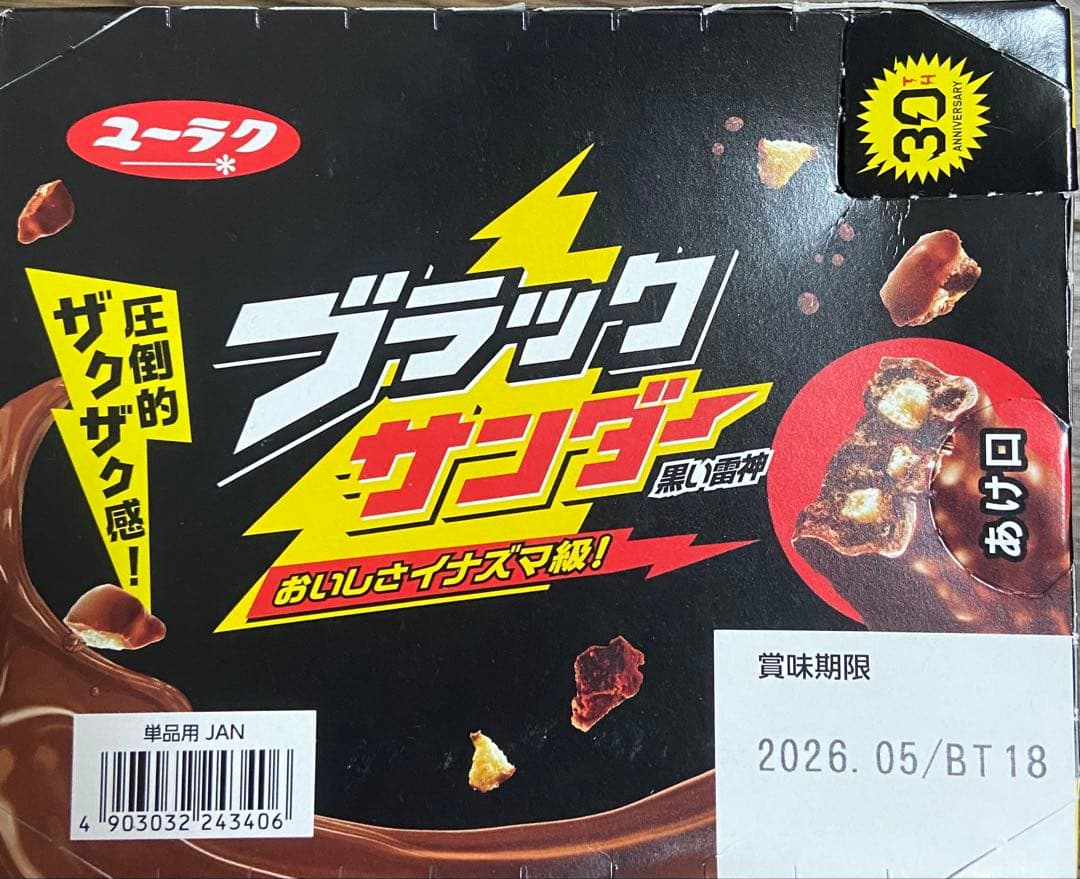 ユーラク
30TH
ANNIVERSARY
圧倒的
ザクザク感!
ブラック
サンダー
黒い雷神
おいしさイナズマ級!
あけ口
賞味期限
2026.05/BT18
単品用 JAN
4 903032 243406